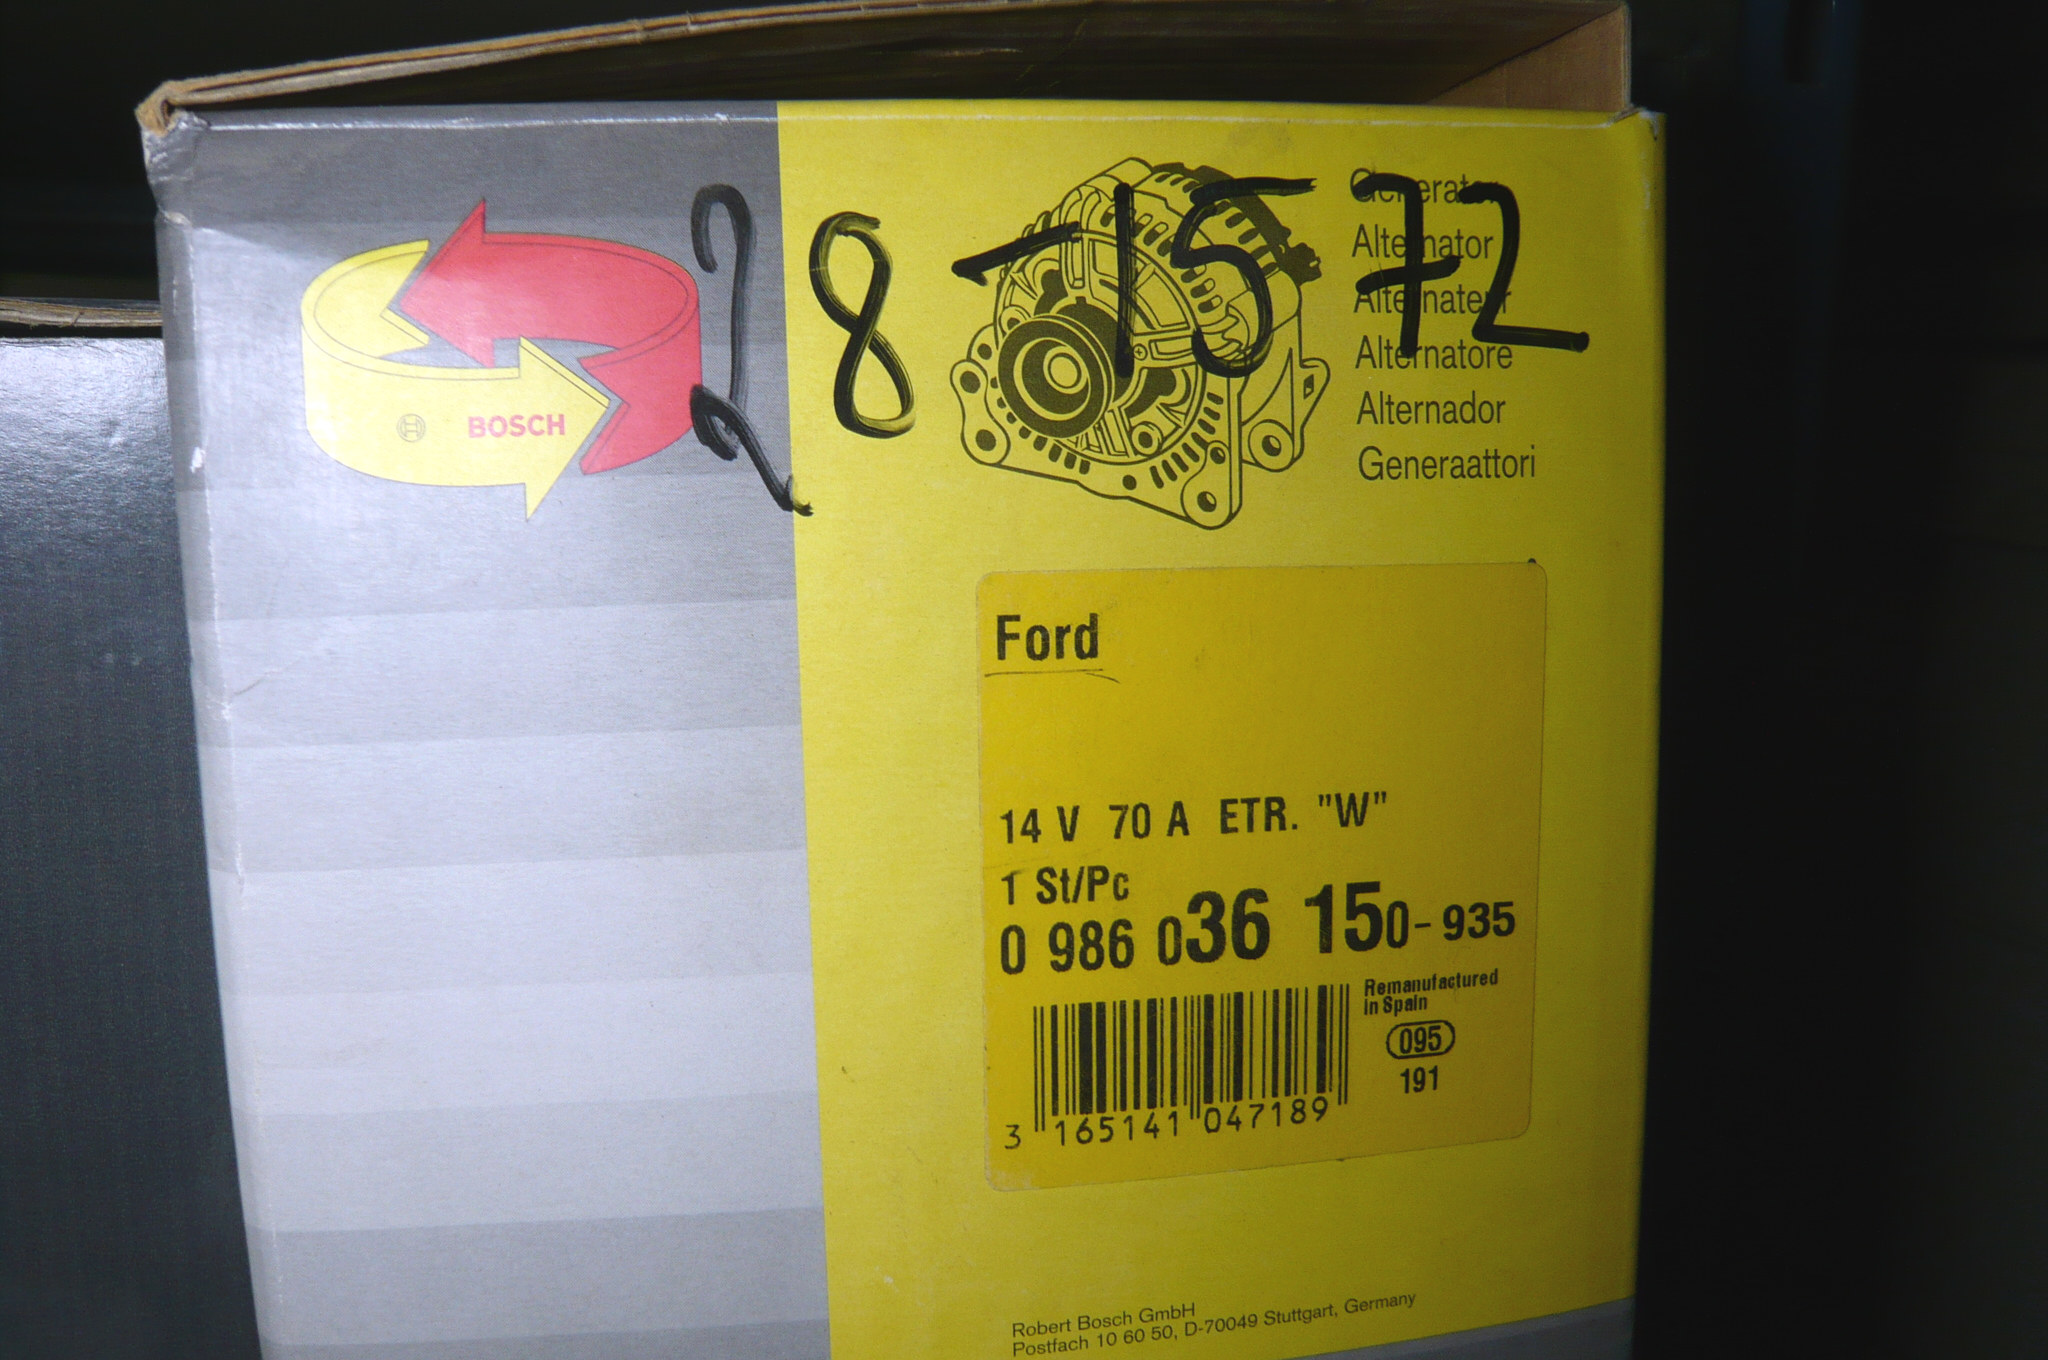 28-1572
BOSCH
Generator
Alternator
Alternateur
Alternatore
Alternador
Generaattori
Ford
14 V 70 A ETR. "W"
1 St/Pc
0 986 036 150-935
Remanufactured
in Spain
095
191
3 165141 047189
Robert Bosch GmbH
Postfach 10 60 50, D-70049 Stuttgart, Germany